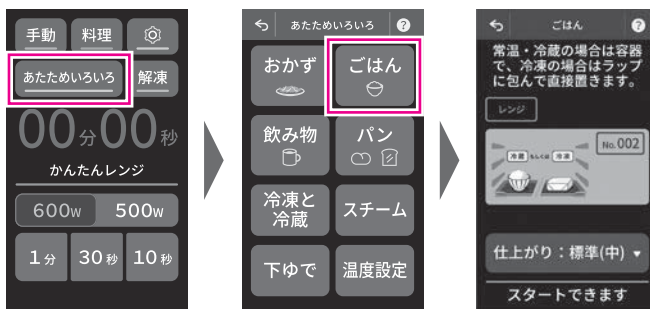 手動 料理
あたためいろいろ 解凍
00分00秒
かんたんレンジ
600W 500W
1分 30秒 10秒
あたためいろいろ ?
おかず ごはん
飲み物 パン
冷凍と
冷蔵
スチーム
下ゆで 温度設定
ごはん ?
常温・冷蔵の場合は容器
で、冷凍の場合はラップ
に包んで直接置きます。
レンジ
No.002
冷蔵 もしくは 冷凍
仕上がり：標準(中) ▼
スタートできます